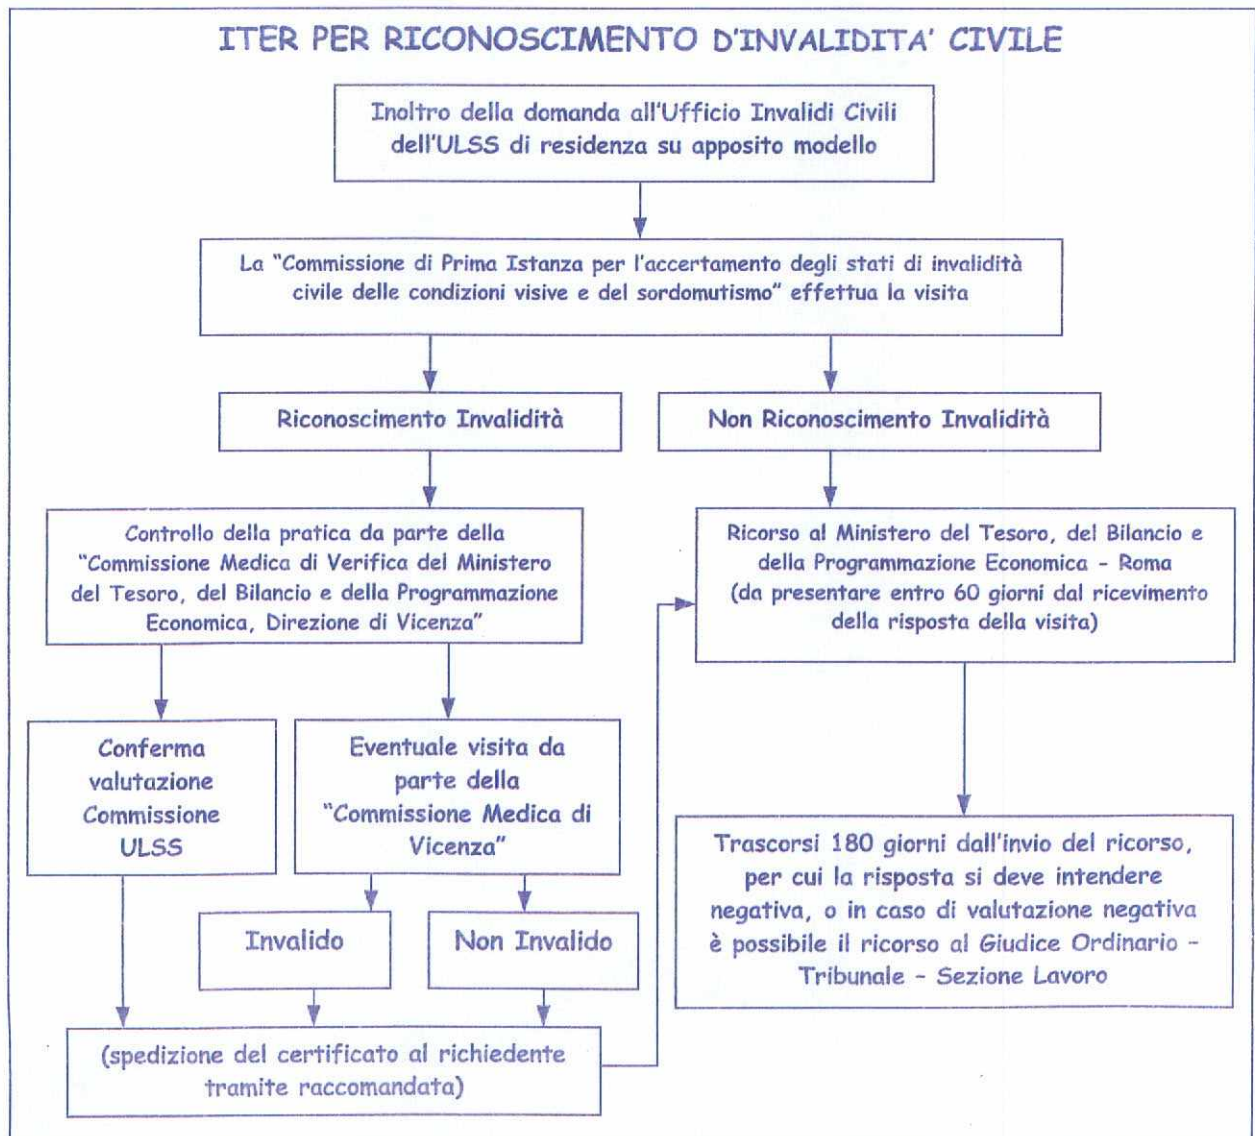 ITER PER RICONOSCIMENTO D'INVALIDITA' CIVILE
Inoltro della domanda all'Ufficio Invalidi Civili
dell'ULSS di residenza su apposito modello
La "Commissione di Prima Istanza per l'accertamento degli stati di invalidità
civile delle condizioni visive e del sordomutismo" effettua la visita
Riconoscimento Invalidità
Non Riconoscimento Invalidità
Controllo della pratica da parte della
"Commissione Medica di Verifica del Ministero
del Tesoro, del Bilancio e della Programmazione
Economica, Direzione di Vicenza"
Ricorso al Ministero del Tesoro, del Bilancio e
della Programmazione Economica - Roma
(da presentare entro 60 giorni dal ricevimento
della risposta della visita)
Conferma
valutazione
Commissione
ULSS
Eventuale visita da
parte della
"Commissione Medica di
Vicenza"
Trascorsi 180 giorni dall'invio del ricorso,
per cui la risposta si deve intendere
negativa, o in caso di valutazione negativa
è possibile il ricorso al Giudice Ordinario -
Tribunale - Sezione Lavoro
Invalido
Non Invalido
(spedizione del certificato al richiedente
tramite raccomandata)